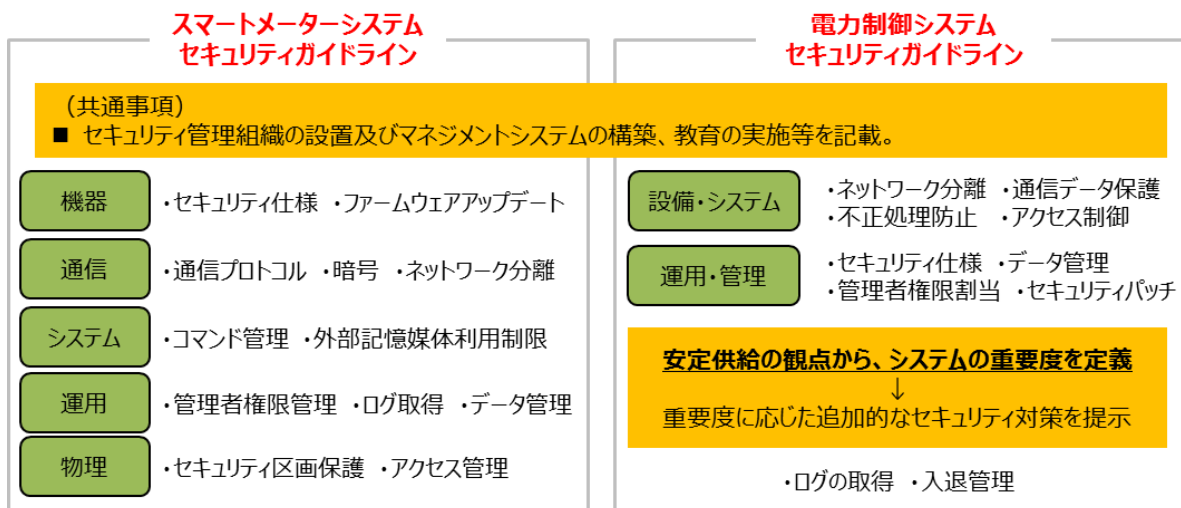 スマートメーターシステム
セキュリティガイドライン
電力制御システム
セキュリティガイドライン
（共通事項）
■ セキュリティ管理組織の設置及びマネジメントシステムの構築、教育の実施等を記載。
機器
・セキュリティ仕様 ・ファームウェアアップデート
通信
・通信プロトコル ・暗号 ・ネットワーク分離
システム
・コマンド管理 ・外部記憶媒体利用制限
運用
・管理者権限管理 ・ログ取得 ・データ管理
物理
・セキュリティ区画保護 ・アクセス管理
設備・システム
・ネットワーク分離 ・通信データ保護
・不正処理防止 ・アクセス制御
運用・管理
・セキュリティ仕様 ・データ管理
・管理者権限割当 ・セキュリティパッチ
安定供給の観点から、システムの重要度を定義
↓
重要度に応じた追加的なセキュリティ対策を提示
・ログの取得 ・入退管理